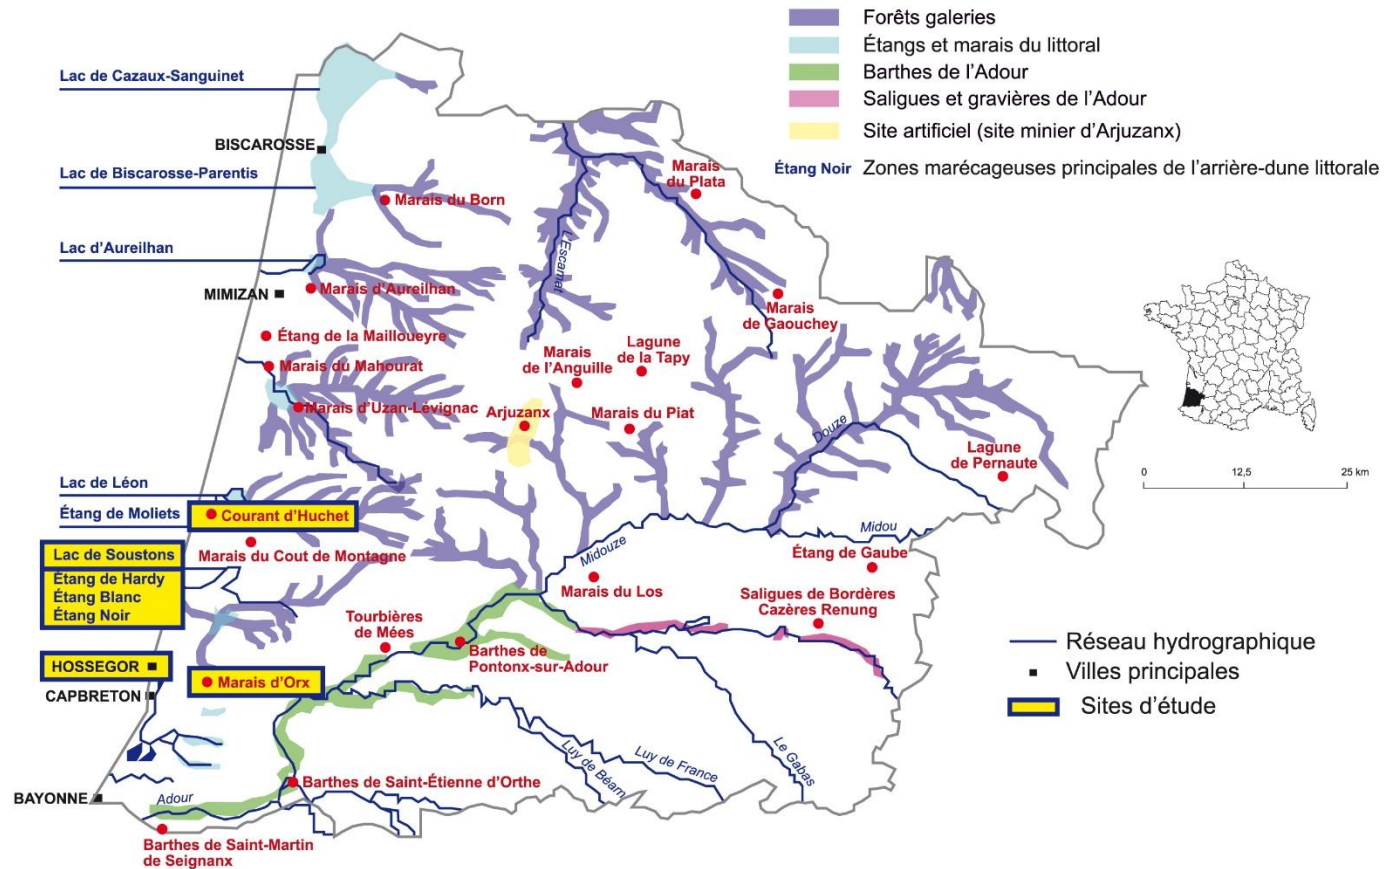 Forêts galeries
Étangs et marais du littoral
Barthes de l'Adour
Saligues et gravières de l'Adour
Site artificiel (site minier d'Arjuzanx)
Étang Noir Zones marécageuses principales de l'arrière-dune littorale
Lac de Cazaux-Sanguinet
BISCAROSSE
Lac de Biscarosse-Parentis
Marais du Born
Marais
du Plata
L'Escamat
Lac d'Aureilhan
MIMIZAN
Marais d'Aureilhan
Marais
de Gaouchey
Étang de la Mailloueyre
Marais du Mahourat
Marais d'Uzan-Lévignac
Marais
de l'Anguille
Lagune
de la Tapy
Arjuzanx
Marais du Piat
Douze
Lagune
de Pernaute
0 12,5 25 km
Lac de Léon
Étang de Moliets
Courant d'Huchet
Marais du Cout de Montagne
Midouze
Midou
Étang de Gaube
Lac de Soustons
Étang de Hardy
Étang Blanc
Étang Noir
Marais du Los
Saligues de Bordères
Cazères Renung
Tourbières
de Mées
Barthes de
Pontonx-sur-Adour
HOSSEGOR
CAPBRETON
Marais d'Orx
Réseau hydrographique
Villes principales
Sites d'étude
Luy de France
Luy de Béarn
Le Gabas
Barthes de Saint-Étienne d'Orthe
BAYONNE
Adour
Barthes de Saint-Martin
de Seignanx